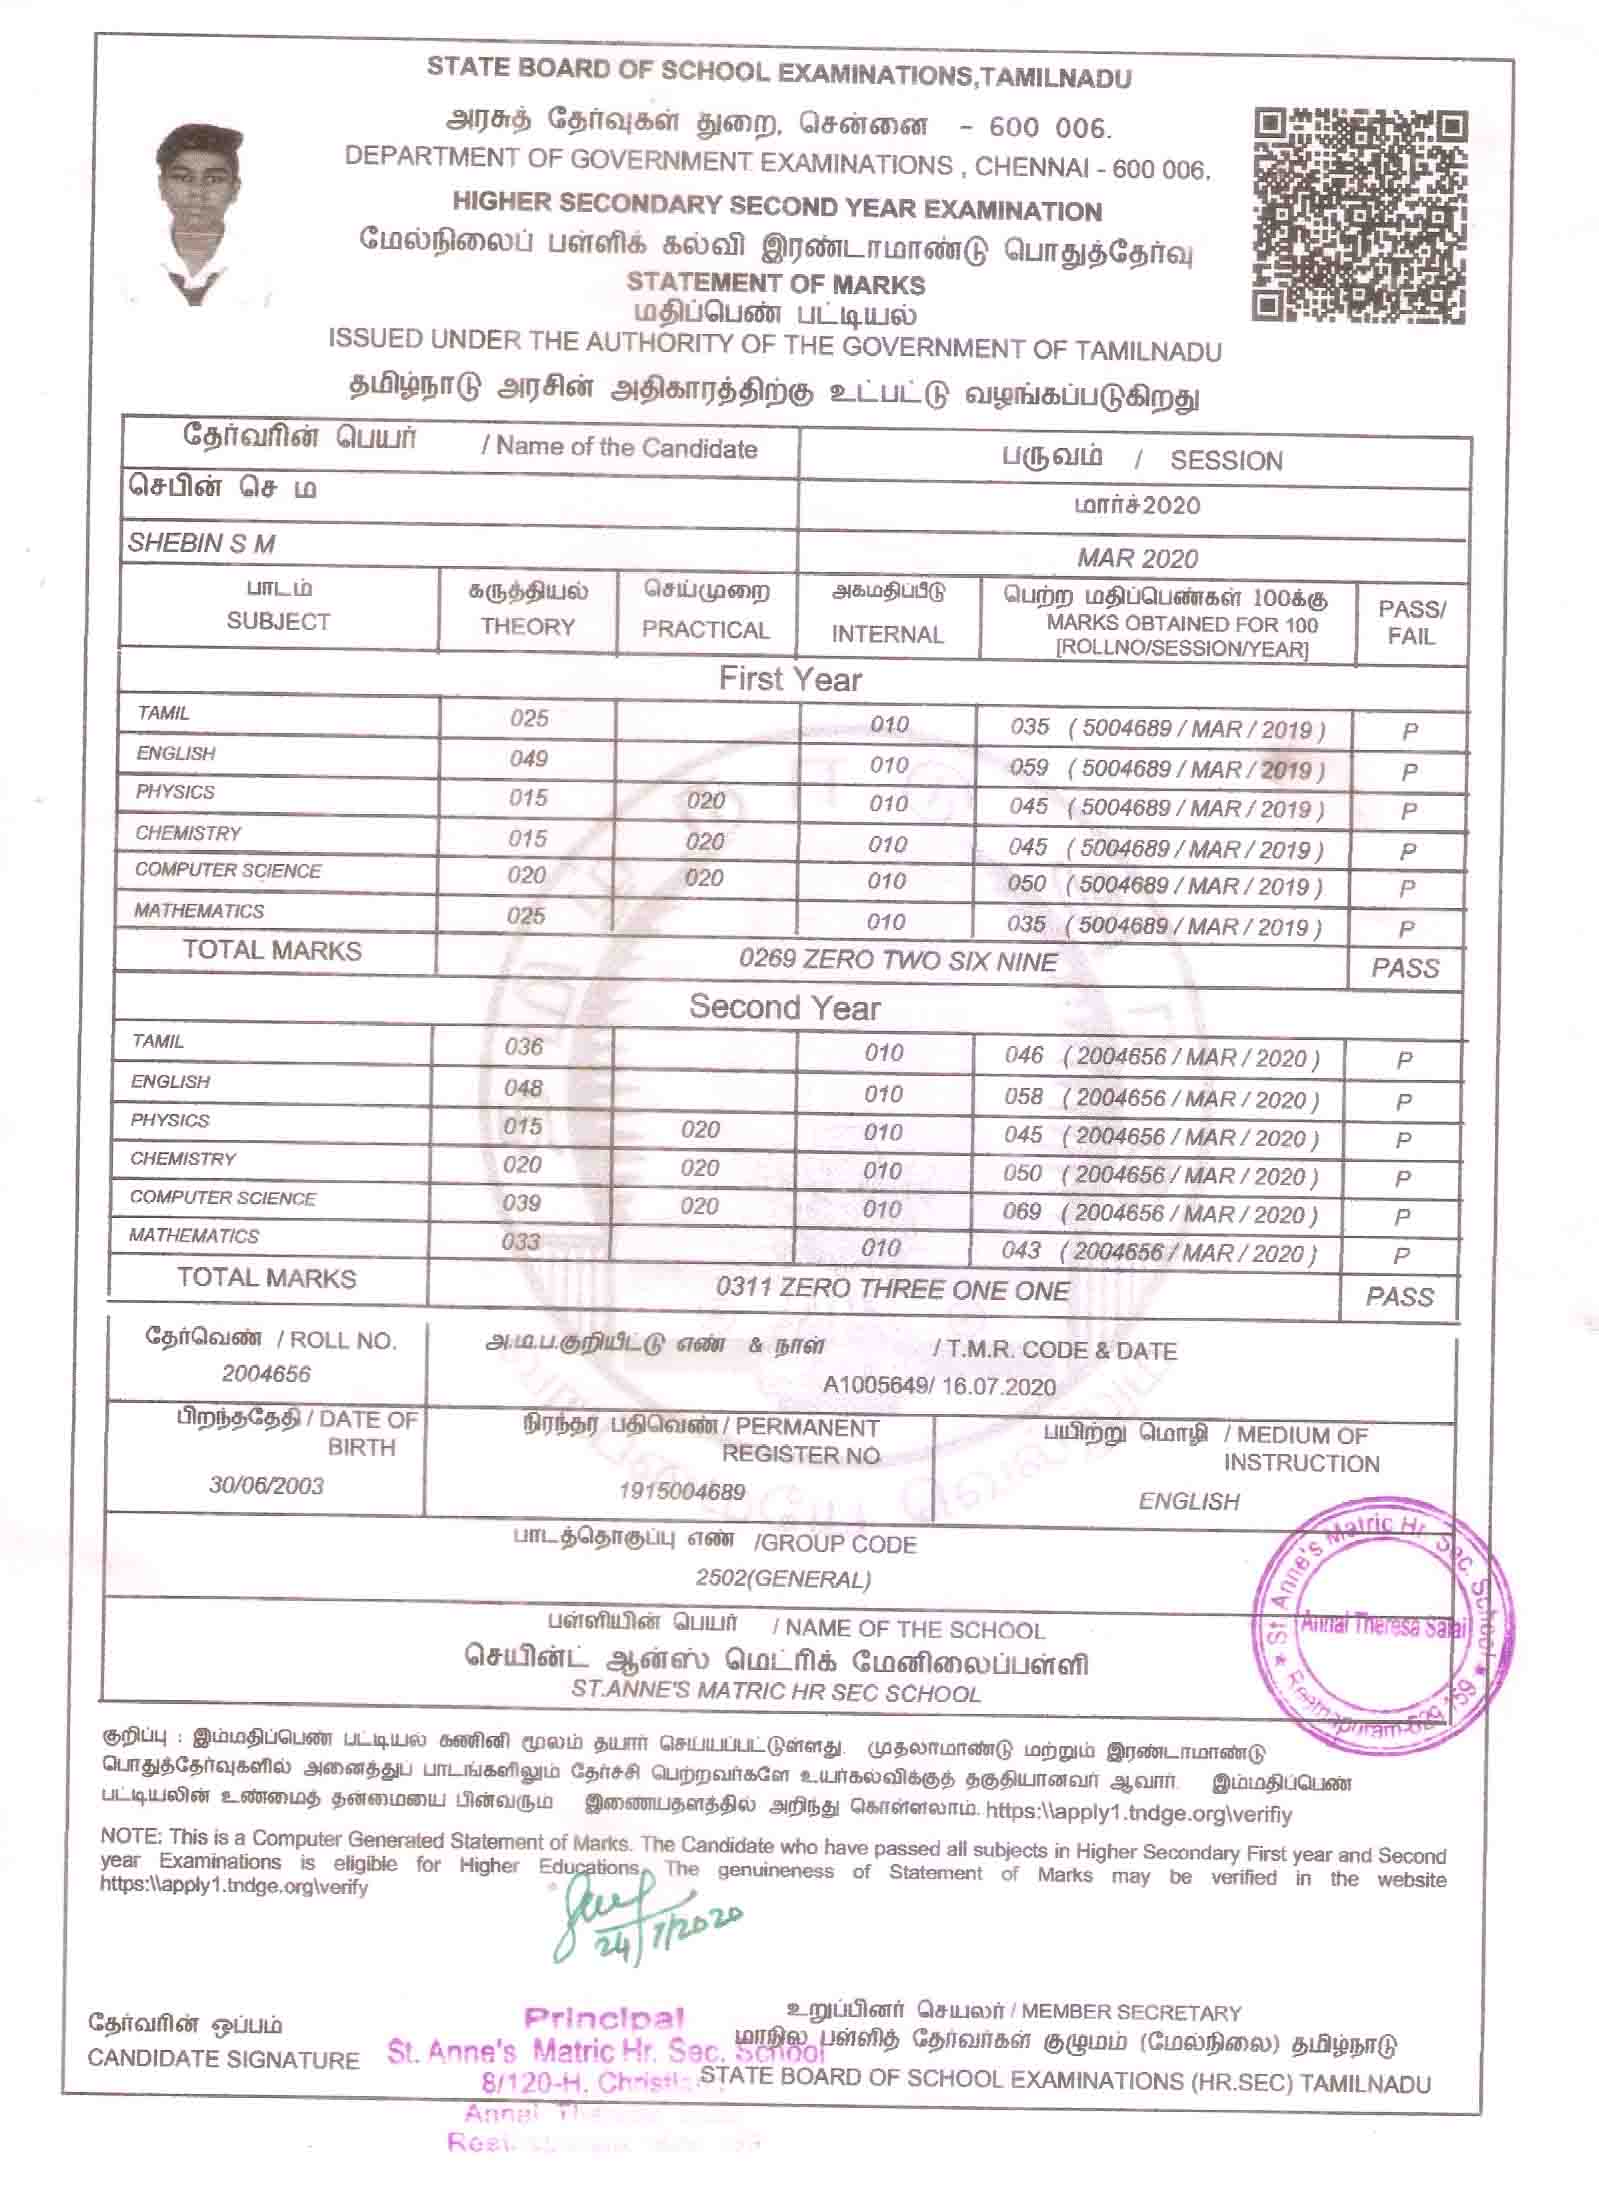 STATE BOARD OF SCHOOL EXAMINATIONS,TAMILNADU
அரசுத் தேர்வுகள் துறை, சென்னை - 600 006.
DEPARTMENT OF GOVERNMENT EXAMINATIONS , CHENNAI - 600 006.
HIGHER SECONDARY SECOND YEAR EXAMINATION
மேல்நிலைப் பள்ளிக் கல்வி இரண்டாமாண்டு பொதுத்தேர்வு
STATEMENT OF MARKS
மதிப்பெண் பட்டியல்
ISSUED UNDER THE AUTHORITY OF THE GOVERNMENT OF TAMILNADU
தமிழ்நாடு அரசின் அதிகாரத்திற்கு உட்பட்டு வழங்கப்படுகிறது
தேர்வரின் பெயர் / Name of the Candidate பருவம் / SESSION
செபின் செ ம மார்ச்2020
SHEBIN S M MAR 2020
பாடம் கருத்தியல் செய்முறை அகமதிப்பீடு பெற்ற மதிப்பெண்கள் 100க்கு
SUBJECT THEORY PRACTICAL INTERNAL MARKS OBTAINED FOR 100 PASS/
[ROLLNO/SESSION/YEAR] FAIL
First Year
TAMIL 025 010 035 ( 5004689 / MAR / 2019 ) P
ENGLISH 049 010 059 ( 5004689 / MAR / 2019 ) P
PHYSICS 015 020 010 045 ( 5004689 / MAR / 2019 ) P
CHEMISTRY 015 020 010 045 ( 5004689 / MAR / 2019 ) P
COMPUTER SCIENCE 020 020 010 050 ( 5004689 / MAR / 2019 ) P
MATHEMATICS 025 010 035 ( 5004689 / MAR / 2019 ) P
TOTAL MARKS 0269 ZERO TWO SIX NINE PASS
Second Year
TAMIL 036 010 046 ( 2004656 / MAR / 2020 ) P
ENGLISH 048 010 058 ( 2004656 / MAR / 2020 ) P
PHYSICS 015 020 010 045 ( 2004656 / MAR / 2020 ) P
CHEMISTRY 020 020 010 050 ( 2004656 / MAR / 2020 ) P
COMPUTER SCIENCE 039 020 010 069 ( 2004656 / MAR / 2020 ) P
MATHEMATICS 033 010 043 ( 2004656 / MAR / 2020 ) P
TOTAL MARKS 0311 ZERO THREE ONE ONE PASS
தேர்வெண் / ROLL NO. அ.ம.ப.குறியீட்டு எண் & நாள் / T.M.R. CODE & DATE
2004656 A1005649/ 16.07.2020
பிறந்ததேதி / DATE OF BIRTH நிரந்தர பதிவெண் / PERMANENT REGISTER NO பயிற்று மொழி / MEDIUM OF INSTRUCTION
30/06/2003 1915004689 ENGLISH
பாடத்தொகுப்பு எண் /GROUP CODE
2502(GENERAL)
பள்ளியின் பெயர் / NAME OF THE SCHOOL
செயின்ட் ஆன்ஸ் மெட்ரிக் மேனிலைப்பள்ளி
ST.ANNE'S MATRIC HR SEC SCHOOL
St. Anne's Matric Hr. Sec. School
Annai Theresa Salai
Reethapuram-629 159
குறிப்பு : இம்மதிப்பெண் பட்டியல் கணினி மூலம் தயார் செய்யப்பட்டுள்ளது. முதலாமாண்டு மற்றும் இரண்டாமாண்டு
பொதுத்தேர்வுகளில் அனைத்துப் பாடங்களிலும் தேர்ச்சி பெற்றவர்களே உயர்கல்விக்குத் தகுதியானவர் ஆவார். இம்மதிப்பெண்
பட்டியலின் உண்மைத் தன்மையை பின்வரும் இணையதளத்தில் அறிந்து கொள்ளலாம். https:\\apply1.tndge.org\verifiy
NOTE: This is a Computer Generated Statement of Marks. The Candidate who have passed all subjects in Higher Secondary First year and Second
year Examinations is eligible for Higher Educations. The genuineness of Statement of Marks may be verified in the website
https:\\apply1.tndge.org\verify
24/7/2020
தேர்வரின் ஒப்பம்
CANDIDATE SIGNATURE
Principal
St. Anne's Matric Hr. Sec. School
8/120-H.
உறுப்பினர் செயலர் / MEMBER SECRETARY
மாநில பள்ளித் தேர்வர்கள் குழுமம் (மேல்நிலை) தமிழ்நாடு
STATE BOARD OF SCHOOL EXAMINATIONS (HR.SEC) TAMILNADU